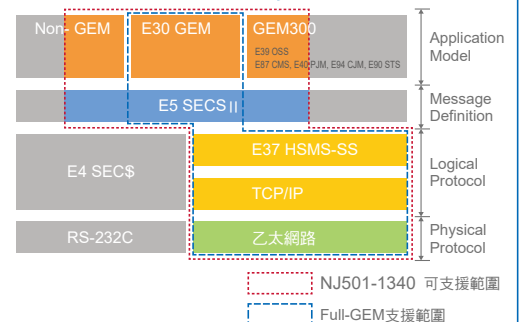 Non- GEM
E30 GEM
GEM300
E39 OSS
E87 CMS, E40 PJM, E94 CJM, E90 STS
Application
Model
E5 SECS II
Message
Definition
E4 SEC$
E37 HSMS-SS
TCP/IP
Logical
Protocol
RS-232C
乙太網路
Physical
Protocol
NJ501-1340 可支援範圍
Full-GEM支援範圍